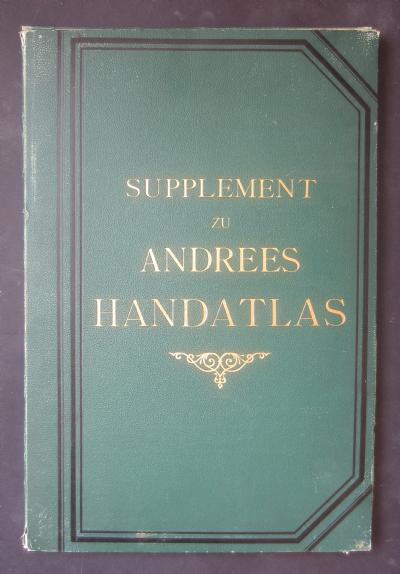 SUPPLEMENT
ZU
ANDREES
HANDATLAS